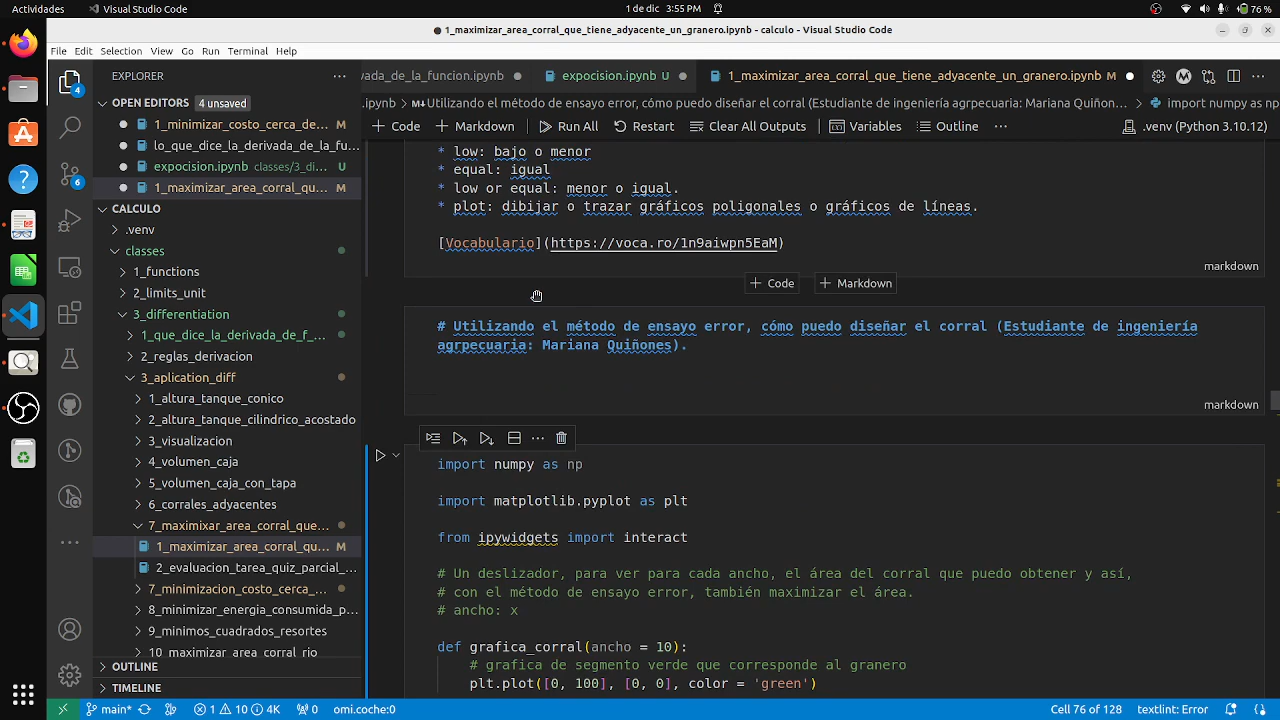 Actividades
Visual Studio Code
1 de dic 3:55 PM
76 %
1_maximizar_area_corral_que_tiene_adyacente_un_granero.ipynb - calculo - Visual Studio Code
File Edit Selection View Go Run Terminal Help
EXPLORER
vada_de_la_funcion.ipynb
expocision.ipynb U
1_maximizar_area_corral_que_tiene_adyacente_un_granero.ipynb M
OPEN EDITORS 4 unsaved
.ipynb > Utilizando el método de ensayo error, cómo puedo diseñar el corral (Estudiante de ingeniería agrpecuaria: Mariana Quiñon... > import numpy as np
1_minimizar_costo_cerca_de... M
lo_que_dice_la_derivada_de_la_fu...
expocision.ipynb classes/3_di... U
1_maximizar_area_corral_qu... M
+ Code + Markdown Run All Restart Clear All Outputs Variables Outline ... .venv (Python 3.10.12)
CALCULO
.venv
classes
1_functions
2_limits_unit
3_differentiation
1_que_dice_la_derivada_de_f_...
2_reglas_derivacion
3_aplication_diff
1_altura_tanque_conico
2_altura_tanque_cilindrico_acostado
3_visualizacion
4_volumen_caja
5_volumen_caja_con_tapa
6_corrales_adyacentes
7_maximixar_area_corral_que...
1_maximizar_area_corral_qu... M
2_evaluacion_tarea_quiz_parcial_...
7_minimizacion_costo_cerca_...
8_minimizar_energia_consumida_p...
9_minimos_cuadrados_resortes
10_maximizar_area_corral_rio
OUTLINE
TIMELINE
* low: bajo o menor
* equal: igual
* low or equal: menor o igual.
* plot: dibijar o trazar gráficos poligonales o gráficos de líneas.
[Vocabulario](https://voca.ro/1n9aiwpn5EaM)
markdown
+ Code + Markdown
# Utilizando el método de ensayo error, cómo puedo diseñar el corral (Estudiante de ingeniería
agrpecuaria: Mariana Quiñones).
markdown
import numpy as np
import matplotlib.pyplot as plt
from ipywidgets import interact
# Un deslizador, para ver para cada ancho, el área del corral que puedo obtener y así,
# con el método de ensayo error, también maximizar el área.
# ancho: x
def grafica_corral(ancho = 10):
# grafica de segmento verde que corresponde al granero
plt.plot([0, 100], [0, 0], color = 'green')
4
6
main* 1 10 4K 0 omi.coche:0 Cell 76 of 128 textlint: Error